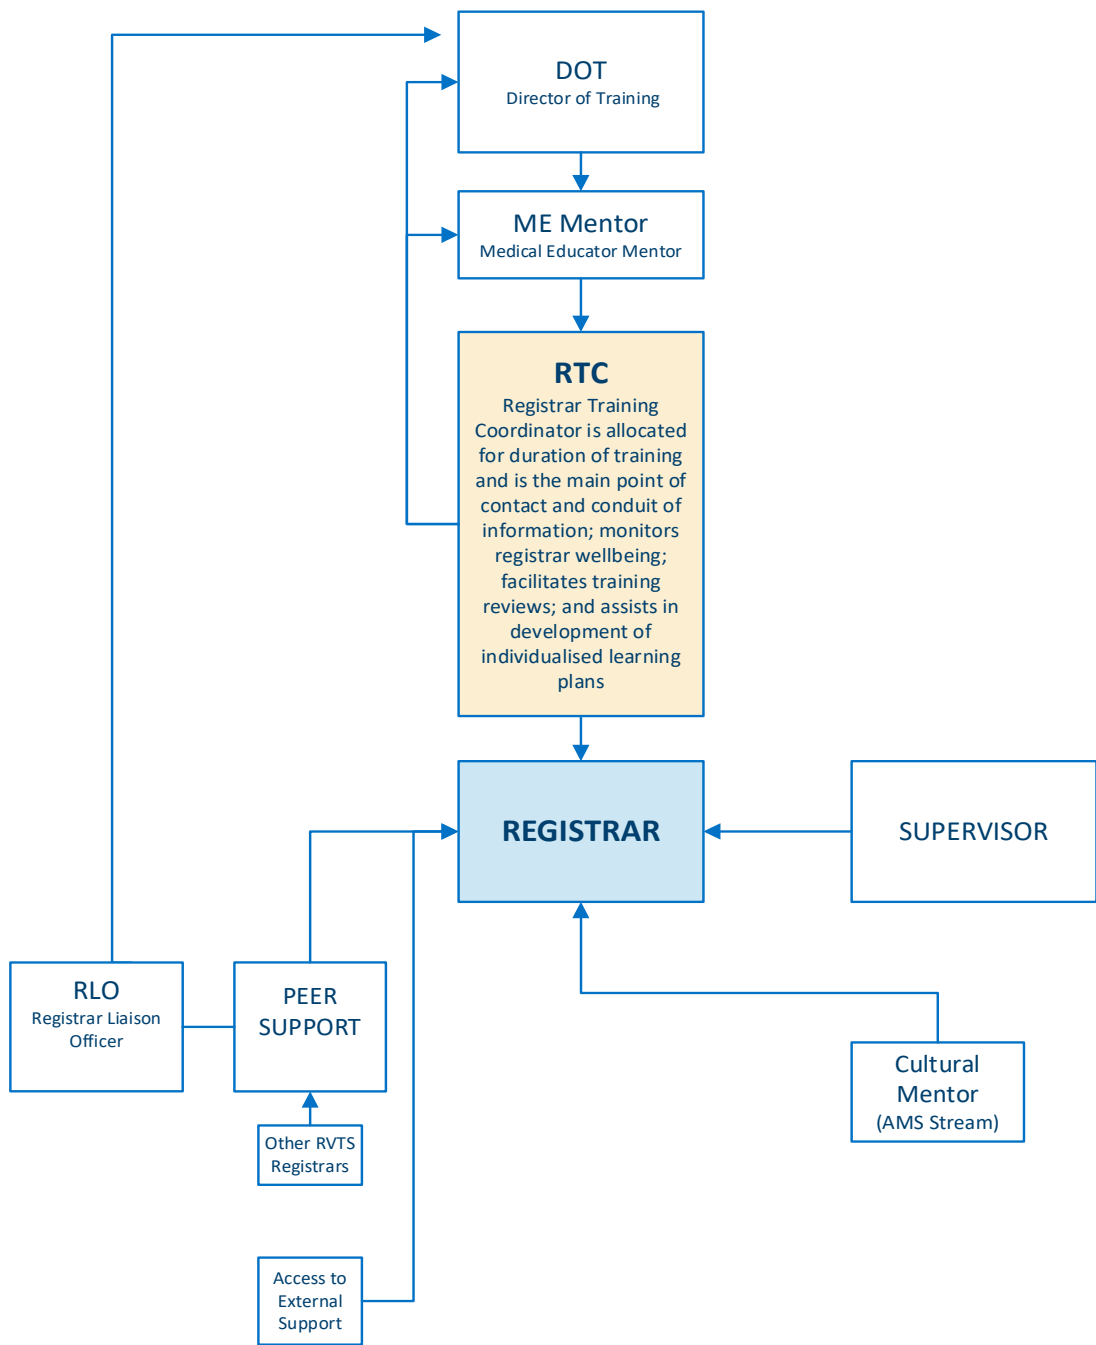 DOT
Director of Training
ME Mentor
Medical Educator Mentor
RTC
Registrar Training
Coordinator is allocated
for duration of training
and is the main point of
contact and conduit of
information; monitors
registrar wellbeing;
facilitates training
reviews; and assists in
development of
individualised learning
plans
REGISTRAR
SUPERVISOR
RLO
Registrar Liaison
Officer
PEER
SUPPORT
Other RVTS
Registrars
Cultural
Mentor
(AMS Stream)
Access to
External
Support